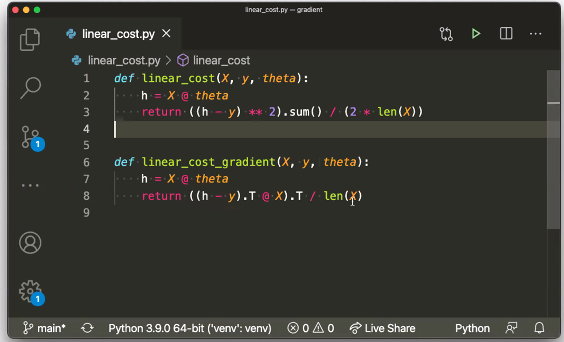 linear_cost.py — gradient
linear_cost.py
linear_cost.py > linear_cost
1 def linear_cost(X, y, theta):
2 h = X @ theta
3 return ((h - y) ** 2).sum() / (2 * len(X))
4
5
6 def linear_cost_gradient(X, y, theta):
7 h = X @ theta
8 return ((h - y).T @ X).T / len(X)
9
1
1
main* Python 3.9.0 64-bit ('venv': venv) 0 0 Live Share Python